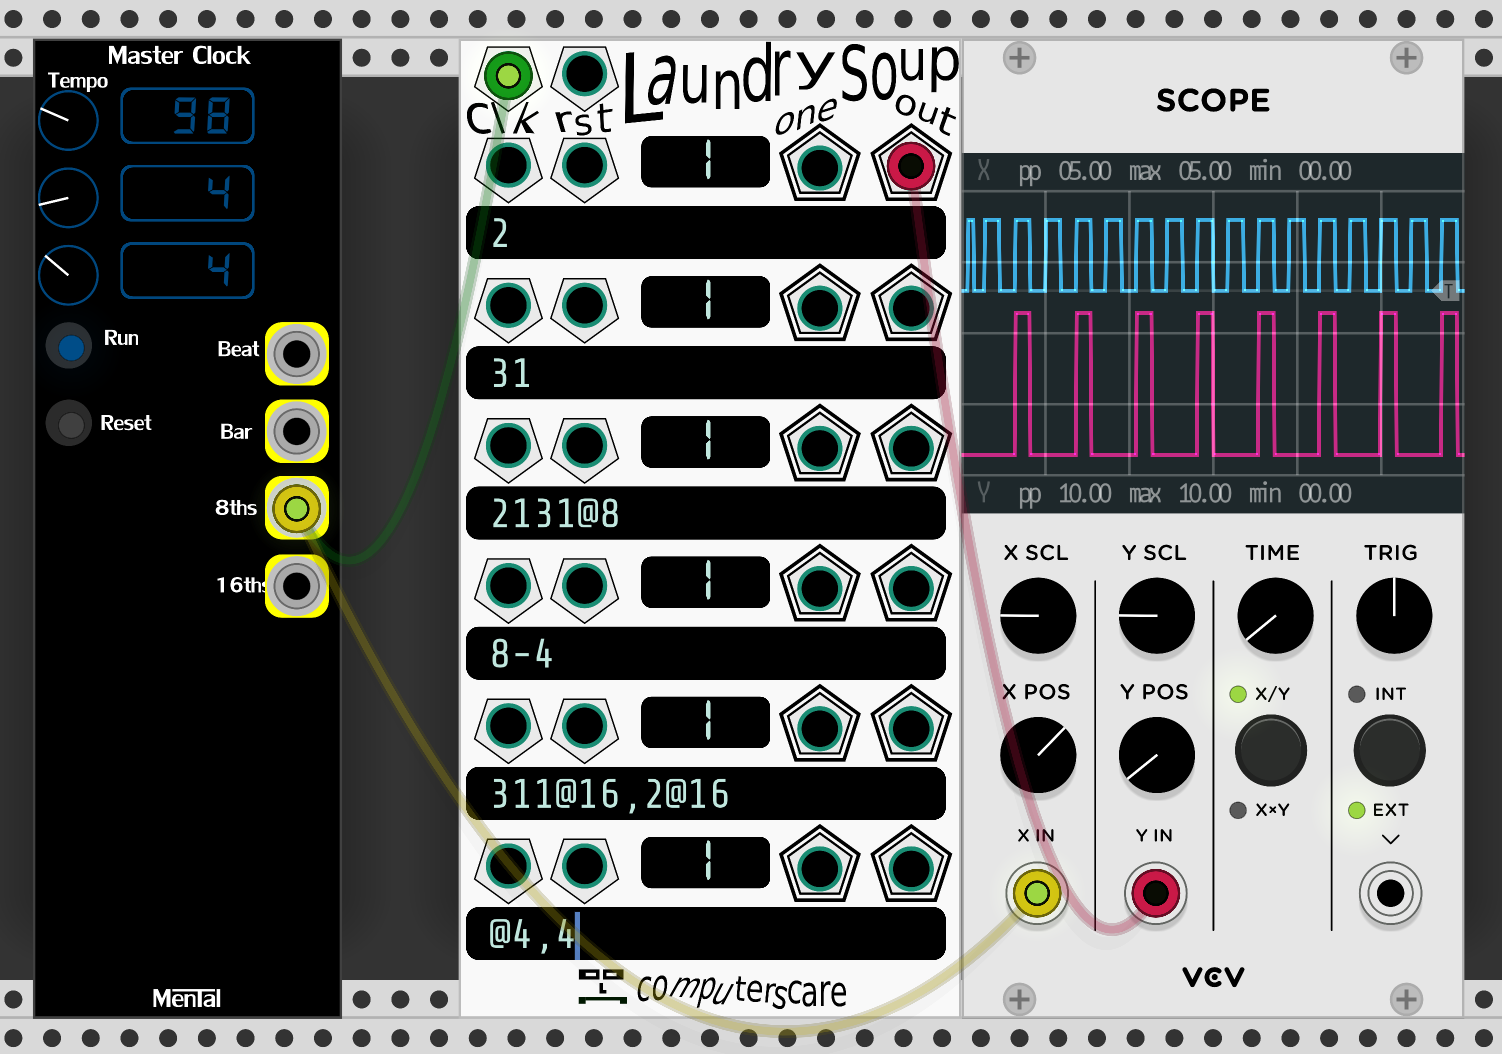 Master Clock
Tempo
98
4
4
Run
Beat
Reset
Bar
8ths
16ths
Mental
Laundry Soup
Clk rst one out
1
2
1
31
1
2131@8
1
8-4
1
311@16,2@16
1
@4,4
computerscare
SCOPE
X pp 05.00 max 05.00 min 00.00
T
Y pp 10.00 max 10.00 min 00.00
X SCL Y SCL TIME TRIG
X POS Y POS X/Y INT
X×Y EXT
X IN Y IN
VCV